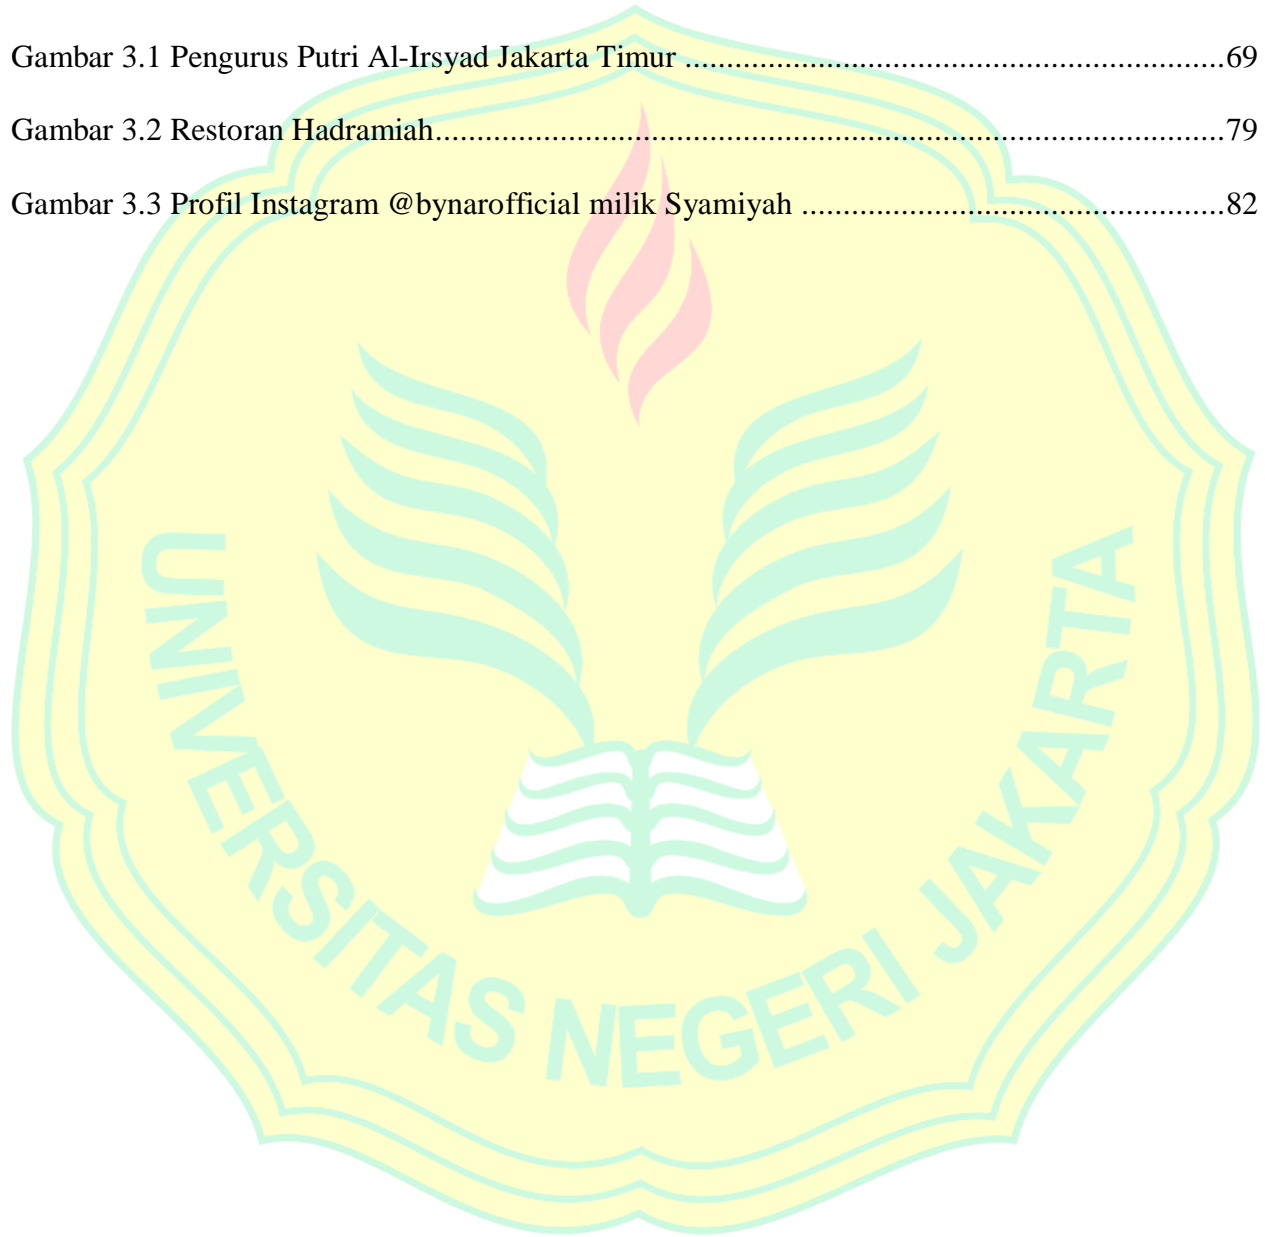 Gambar 3.1 Pengurus Putri Al-Irsyad Jakarta Timur .................................................................69
Gambar 3.2 Restoran Hadramiah...............................................................................................79
Gambar 3.3 Profil Instagram @bynarofficial milik Syamiyah ...................................................82
UNIVERSITAS NEGERI JAKARTA